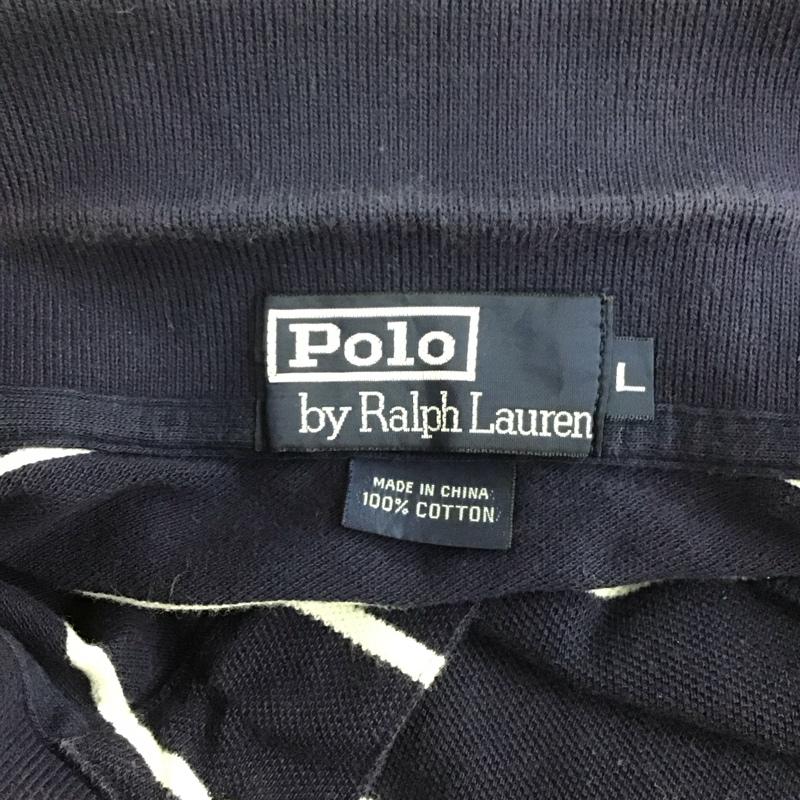 Polo
by Ralph Lauren
L
MADE IN CHINA
100% COTTON